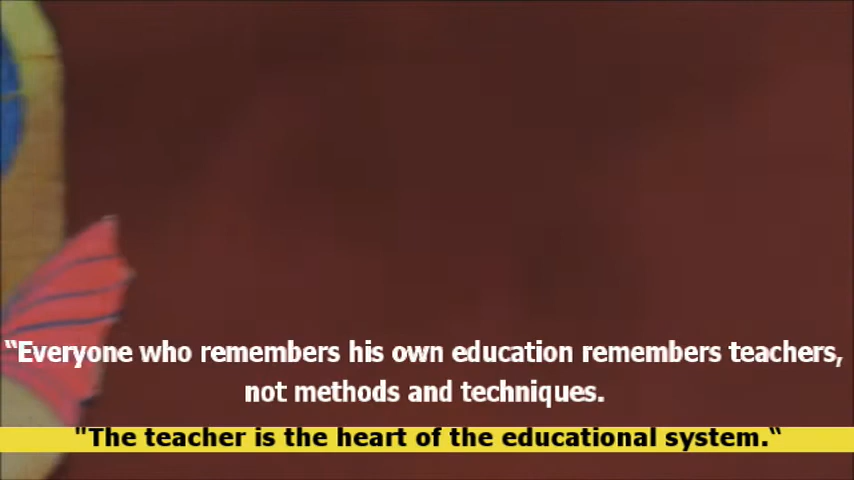 “Everyone who remembers his own education remembers teachers,
not methods and techniques.
"The teacher is the heart of the educational system.“